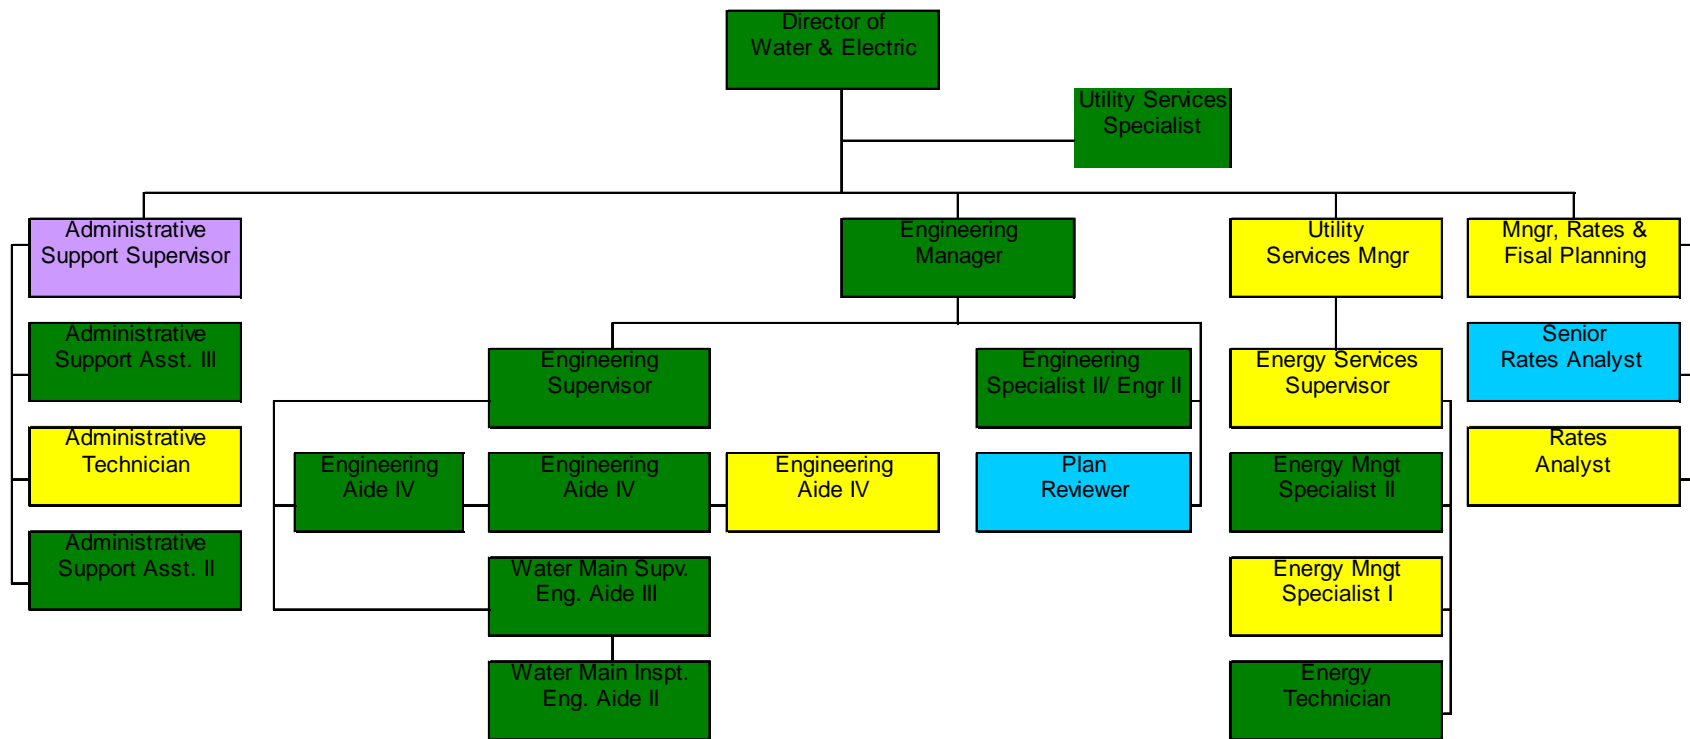 Director of
Water & Electric
Utility Services
Specialist
Administrative
Support Supervisor
Engineering
Manager
Utility
Services Mngr
Mngr, Rates &
Fisal Planning
Administrative
Support Asst. III
Engineering
Supervisor
Engineering
Specialist II/ Engr II
Energy Services
Supervisor
Senior
Rates Analyst
Administrative
Technician
Engineering
Aide IV
Engineering
Aide IV
Engineering
Aide IV
Plan
Reviewer
Energy Mngt
Specialist II
Rates
Analyst
Administrative
Support Asst. II
Water Main Supv.
Eng. Aide III
Energy Mngt
Specialist I
Water Main Inspt.
Eng. Aide II
Energy
Technician